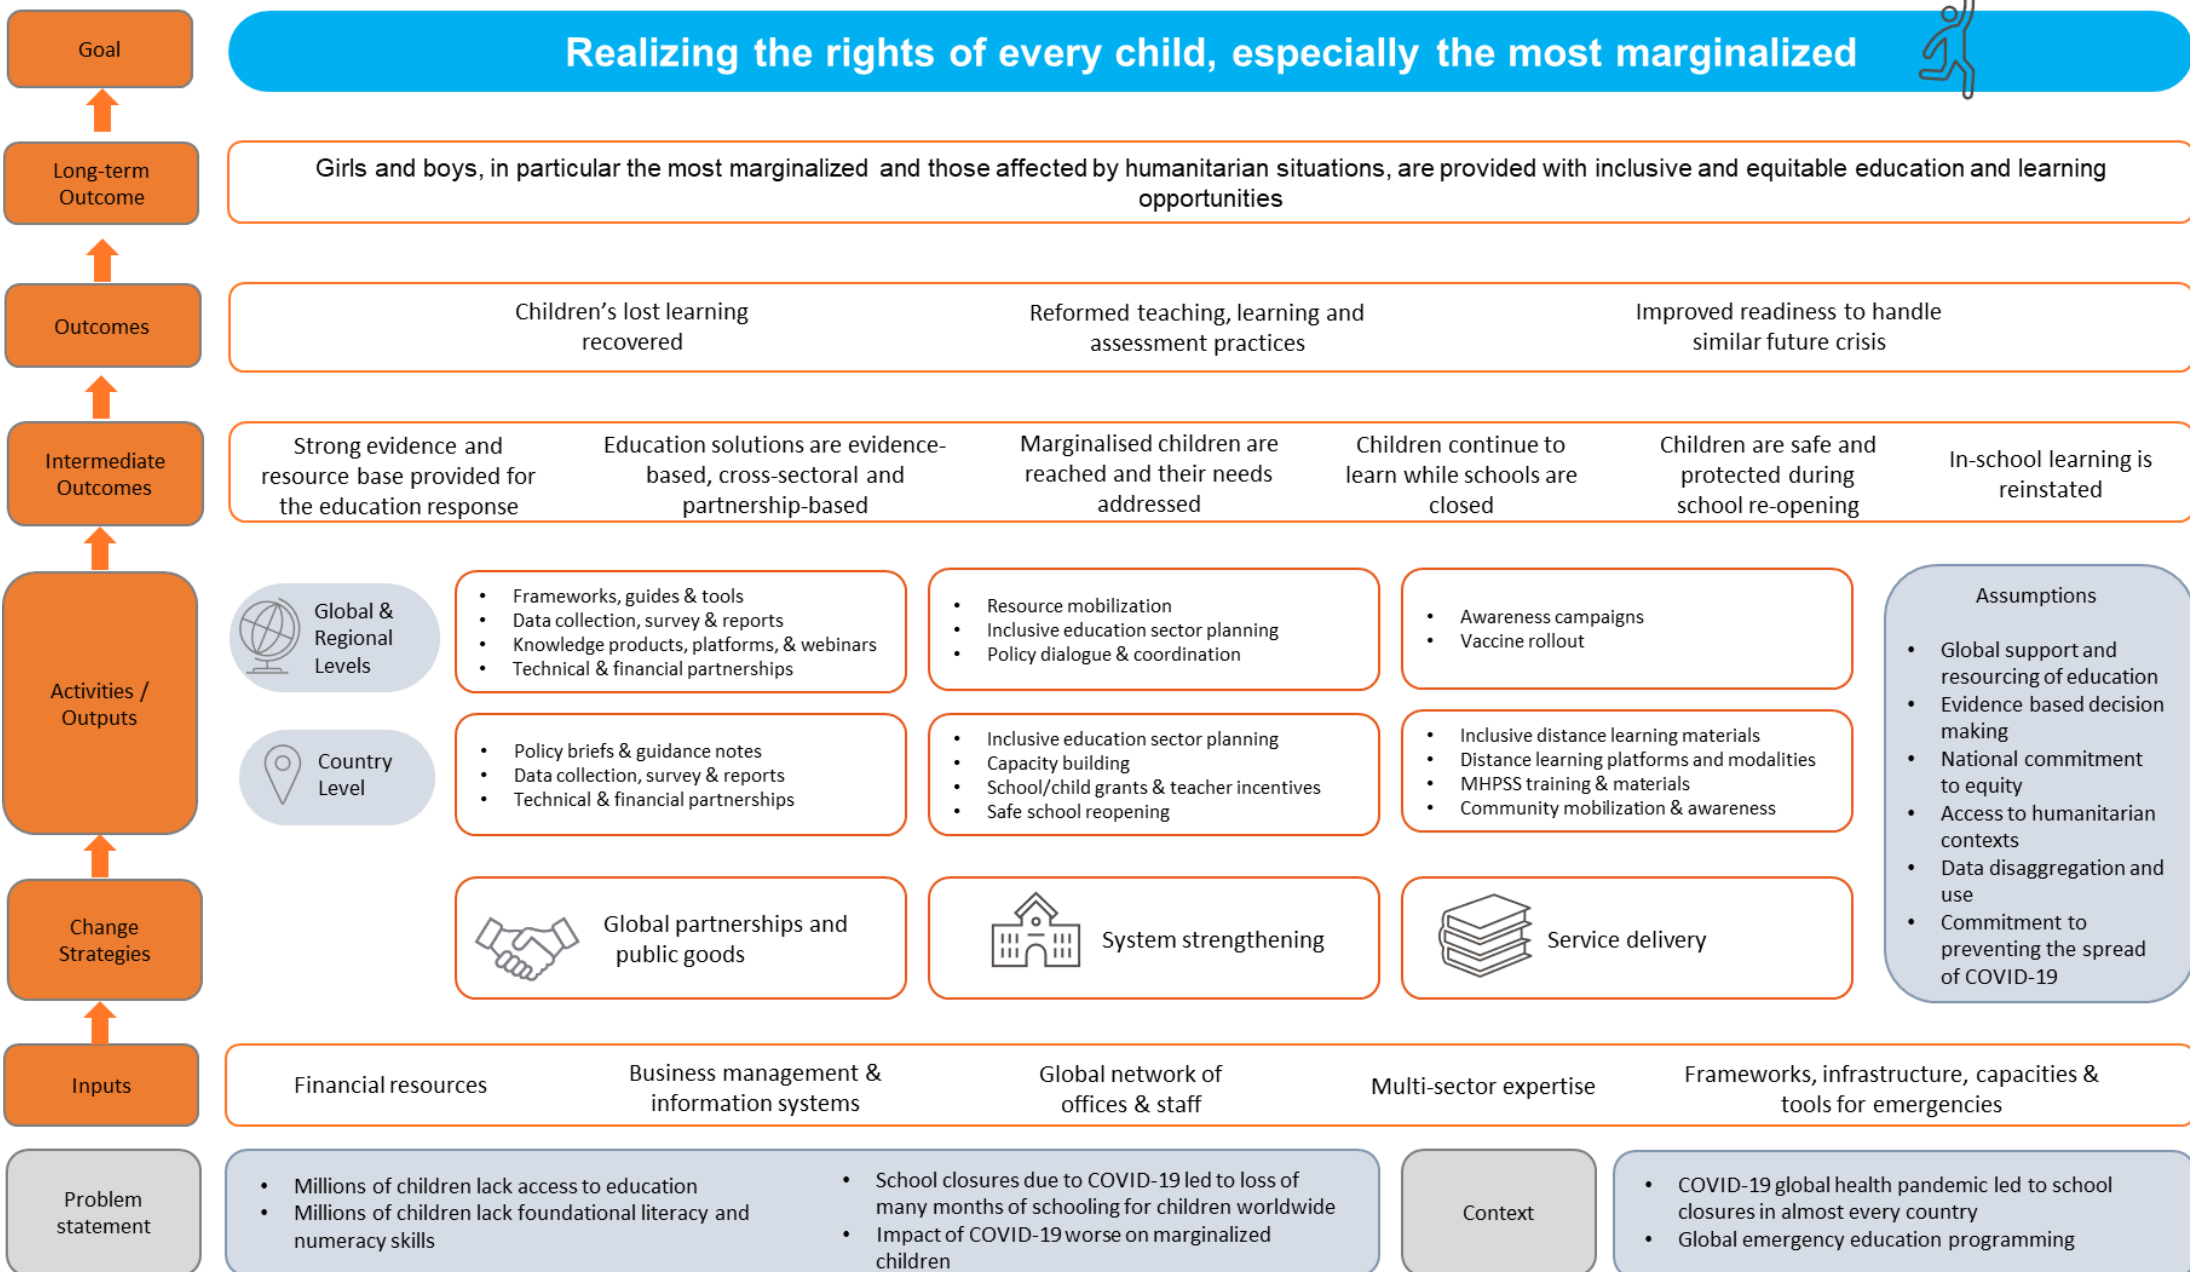 Goal
Realizing the rights of every child, especially the most marginalized
Long-term
Outcome
Girls and boys, in particular the most marginalized and those affected by humanitarian situations, are provided with inclusive and equitable education and learning
opportunities
Outcomes
Children’s lost learning
recovered
Reformed teaching, learning and
assessment practices
Improved readiness to handle
similar future crisis
Intermediate
Outcomes
Strong evidence and
resource base provided for
the education response
Education solutions are evidence-
based, cross-sectoral and
partnership-based
Marginalised children are
reached and their needs
addressed
Children continue to
learn while schools are
closed
Children are safe and
protected during
school re-opening
In-school learning is
reinstated
Activities /
Outputs
Global &
Regional
Levels
• Frameworks, guides & tools
• Data collection, survey & reports
• Knowledge products, platforms, & webinars
• Technical & financial partnerships
• Resource mobilization
• Inclusive education sector planning
• Policy dialogue & coordination
• Awareness campaigns
• Vaccine rollout
Country
Level
• Policy briefs & guidance notes
• Data collection, survey & reports
• Technical & financial partnerships
• Inclusive education sector planning
• Capacity building
• School/child grants & teacher incentives
• Safe school reopening
• Inclusive distance learning materials
• Distance learning platforms and modalities
• MHPSS training & materials
• Community mobilization & awareness
Assumptions
• Global support and
resourcing of education
• Evidence based decision
making
• National commitment
to equity
• Access to humanitarian
contexts
• Data disaggregation and
use
• Commitment to
preventing the spread
of COVID-19
Change
Strategies
Global partnerships and
public goods
System strengthening
Service delivery
Inputs
Financial resources
Business management &
information systems
Global network of
offices & staff
Multi-sector expertise
Frameworks, infrastructure, capacities &
tools for emergencies
Problem
statement
• Millions of children lack access to education
• Millions of children lack foundational literacy and
numeracy skills
• School closures due to COVID-19 led to loss of
many months of schooling for children worldwide
• Impact of COVID-19 worse on marginalized
children
Context
• COVID-19 global health pandemic led to school
closures in almost every country
• Global emergency education programming